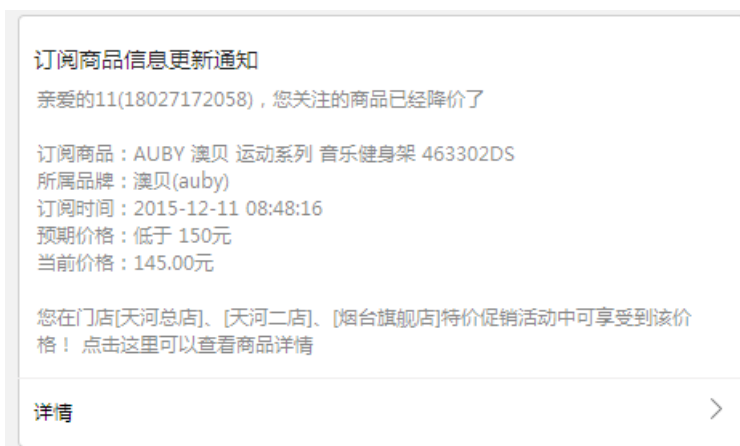 订阅商品信息更新通知
亲爱的11(18027172058)，您关注的商品已经降价了
订阅商品：AUBY 澳贝 运动系列 音乐健身架 463302DS
所属品牌：澳贝(auby)
订阅时间：2015-12-11 08:48:16
预期价格：低于 150元
当前价格：145.00元
您在门店[天河总店]、[天河二店]、[烟台旗舰店]特价促销活动中可享受到该价
格！ 点击这里可以查看商品详情
详情